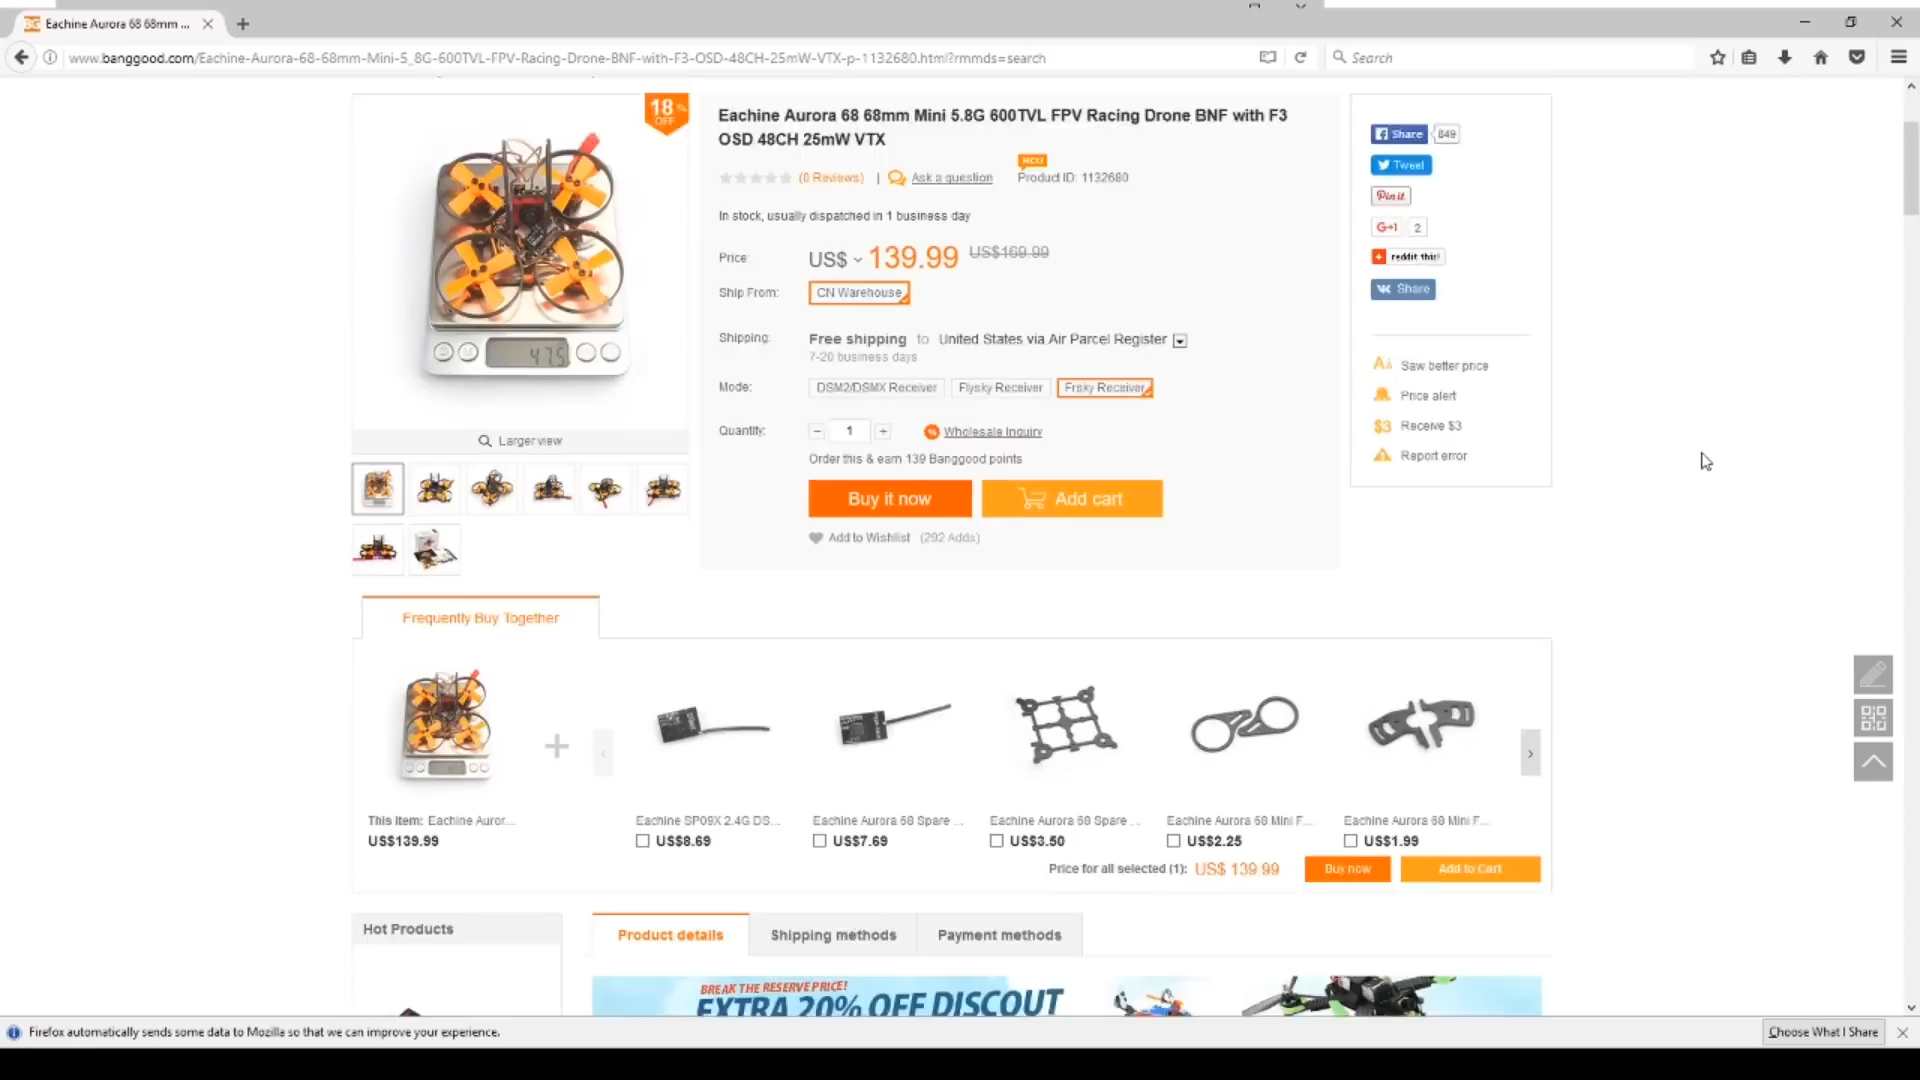 Eachine Aurora 68 68mm ...
www.banggood.com/Eachine-Aurora-68-68mm-Mini-5_8G-600TVL-FPV-Racing-Drone-BNF-with-F3-OSD-48CH-25mW-VTX-p-1132680.html?rmmds=search
Search
18 %
OFF
Eachine Aurora 68 68mm Mini 5.8G 600TVL FPV Racing Drone BNF with F3
OSD 48CH 25mW VTX
(0 Reviews) | Ask a question
Product ID: 1132680
In stock, usually dispatched in 1 business day
Price: US$ 139.99 US$169.99
Ship From: CN Warehouse
Shipping: Free shipping to United States via Air Parcel Register
7-20 business days
Mode: DSM2/DSMX Receiver Flysky Receiver Frsky Receiver
Quantity: − 1 + Wholesale Inquiry
Order this & earn 139 Banggood points
Buy it now Add cart
Add to Wishlist (292 Adds)
47.5
Larger view
Share 849
Tweet
Pin it
G+1 2
reddit this!
Share
Saw better price
Price alert
$3 Receive $3
Report error
Frequently Buy Together
This item: Eachine Auror...
US$139.99
Eachine SP09X 2.4G DS...
US$8.69
Eachine Aurora 68 Spare ...
US$7.69
Eachine Aurora 68 Spare ...
US$3.50
Eachine Aurora 68 Mini F...
US$2.25
Eachine Aurora 68 Mini F...
US$1.99
Price for all selected (1): US$ 139.99 Buy now Add to Cart
Hot Products
Product details Shipping methods Payment methods
BREAK THE RESERVE PRICE!
EXTRA 20% OFF DISCOUT
Firefox automatically sends some data to Mozilla so that we can improve your experience.
Choose What I Share